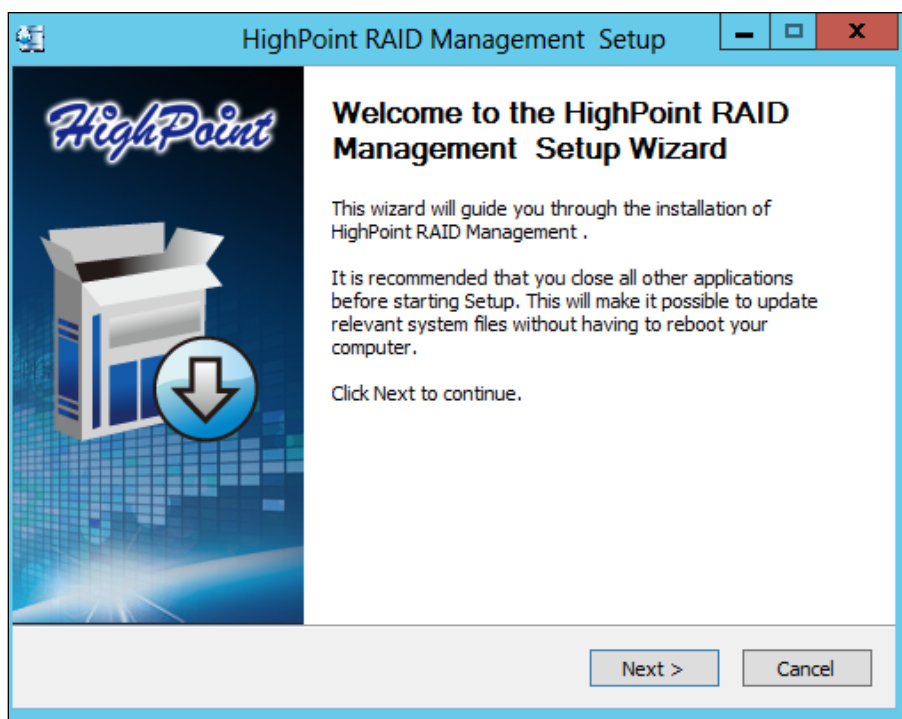 HighPoint RAID Management  Setup
HighPoint
Welcome to the HighPoint RAID
Management  Setup Wizard
This wizard will guide you through the installation of
HighPoint RAID Management .
It is recommended that you close all other applications
before starting Setup. This will make it possible to update
relevant system files without having to reboot your
computer.
Click Next to continue.
Next >
Cancel